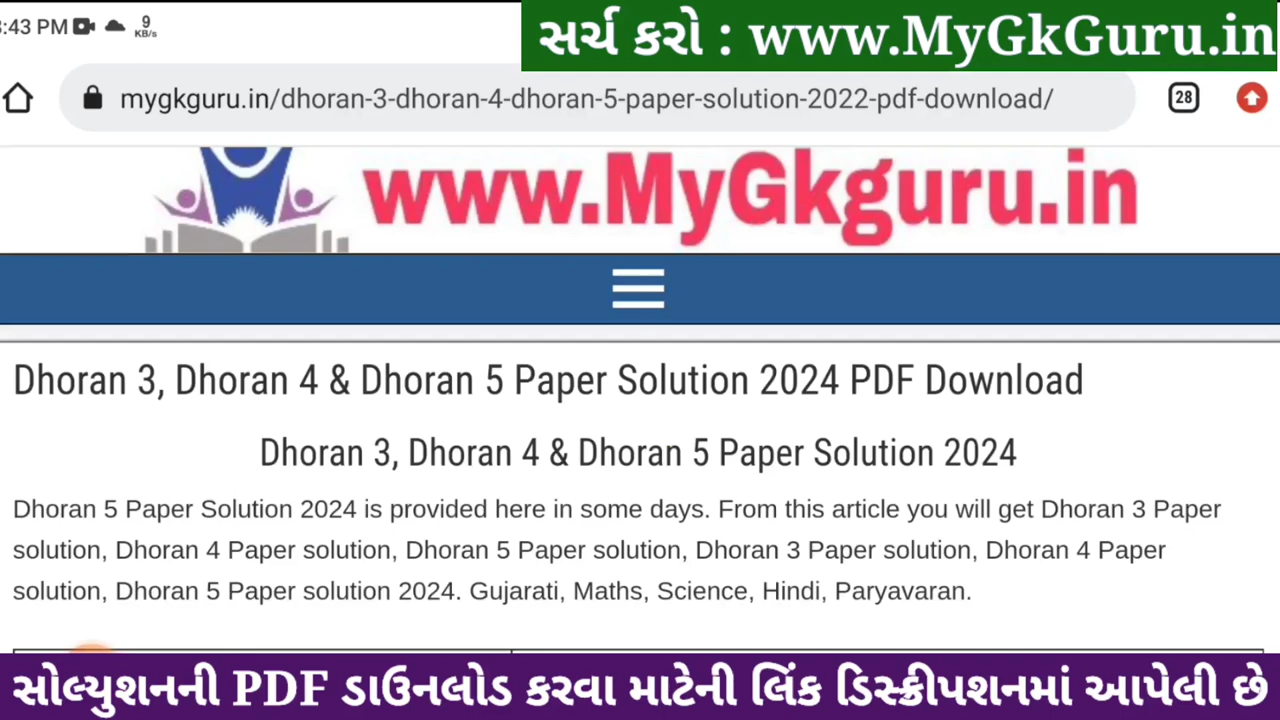 :43 PM 9 KB/s
સર્ચ કરો : www.MyGkGuru.in
mygkguru.in/dhoran-3-dhoran-4-dhoran-5-paper-solution-2022-pdf-download/ 28
www.MyGkguru.in
Dhoran 3, Dhoran 4 & Dhoran 5 Paper Solution 2024 PDF Download
Dhoran 3, Dhoran 4 & Dhoran 5 Paper Solution 2024
Dhoran 5 Paper Solution 2024 is provided here in some days. From this article you will get Dhoran 3 Paper
solution, Dhoran 4 Paper solution, Dhoran 5 Paper solution, Dhoran 3 Paper solution, Dhoran 4 Paper
solution, Dhoran 5 Paper solution 2024. Gujarati, Maths, Science, Hindi, Paryavaran.
સોલ્યુશનની PDF ડાઉનલોડ કરવા માટેની લિંક ડિસ્ક્રીપશનમાં આપેલી છે